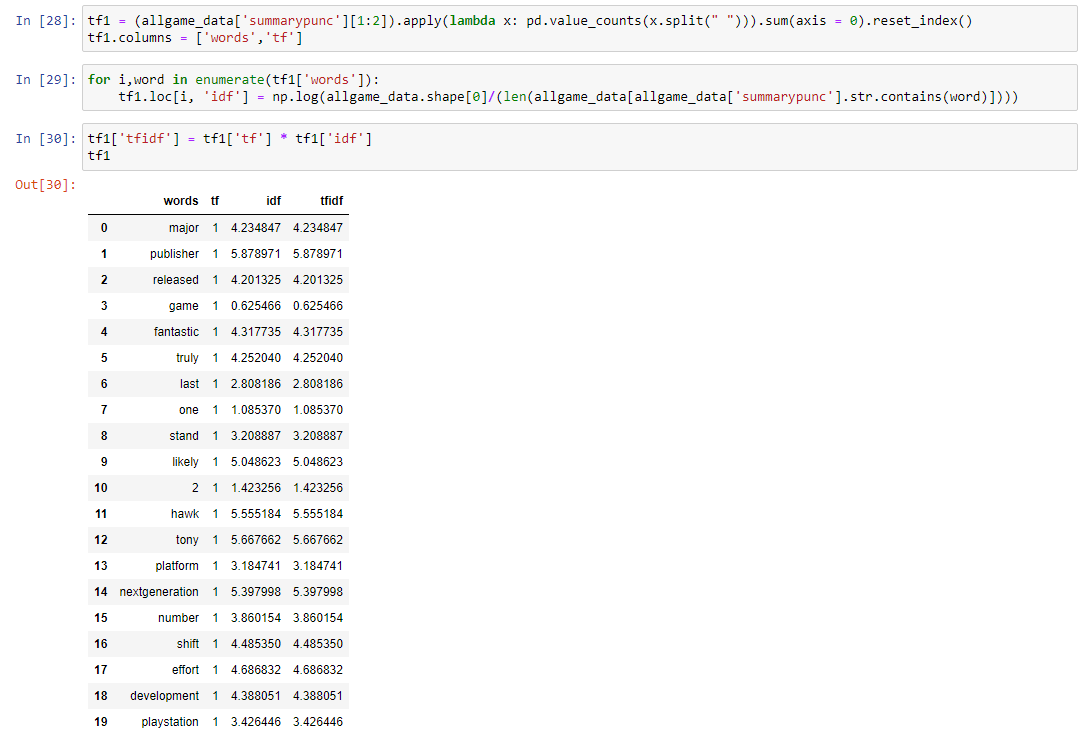 In [28]: tf1 = (allgame_data['summarypunc'][1:2]).apply(lambda x: pd.value_counts(x.split(" "))).sum(axis = 0).reset_index()
tf1.columns = ['words','tf']
In [29]: for i,word in enumerate(tf1['words']):
tf1.loc[i, 'idf'] = np.log(allgame_data.shape[0]/(len(allgame_data[allgame_data['summarypunc'].str.contains(word)])))
In [30]: tf1['tfidf'] = tf1['tf'] * tf1['idf']
tf1
Out[30]:
words tf idf tfidf
0 major 1 4.234847 4.234847
1 publisher 1 5.878971 5.878971
2 released 1 4.201325 4.201325
3 game 1 0.625466 0.625466
4 fantastic 1 4.317735 4.317735
5 truly 1 4.252040 4.252040
6 last 1 2.808186 2.808186
7 one 1 1.085370 1.085370
8 stand 1 3.208887 3.208887
9 likely 1 5.048623 5.048623
10 2 1 1.423256 1.423256
11 hawk 1 5.555184 5.555184
12 tony 1 5.667662 5.667662
13 platform 1 3.184741 3.184741
14 nextgeneration 1 5.397998 5.397998
15 number 1 3.860154 3.860154
16 shift 1 4.485350 4.485350
17 effort 1 4.686832 4.686832
18 development 1 4.388051 4.388051
19 playstation 1 3.426446 3.426446